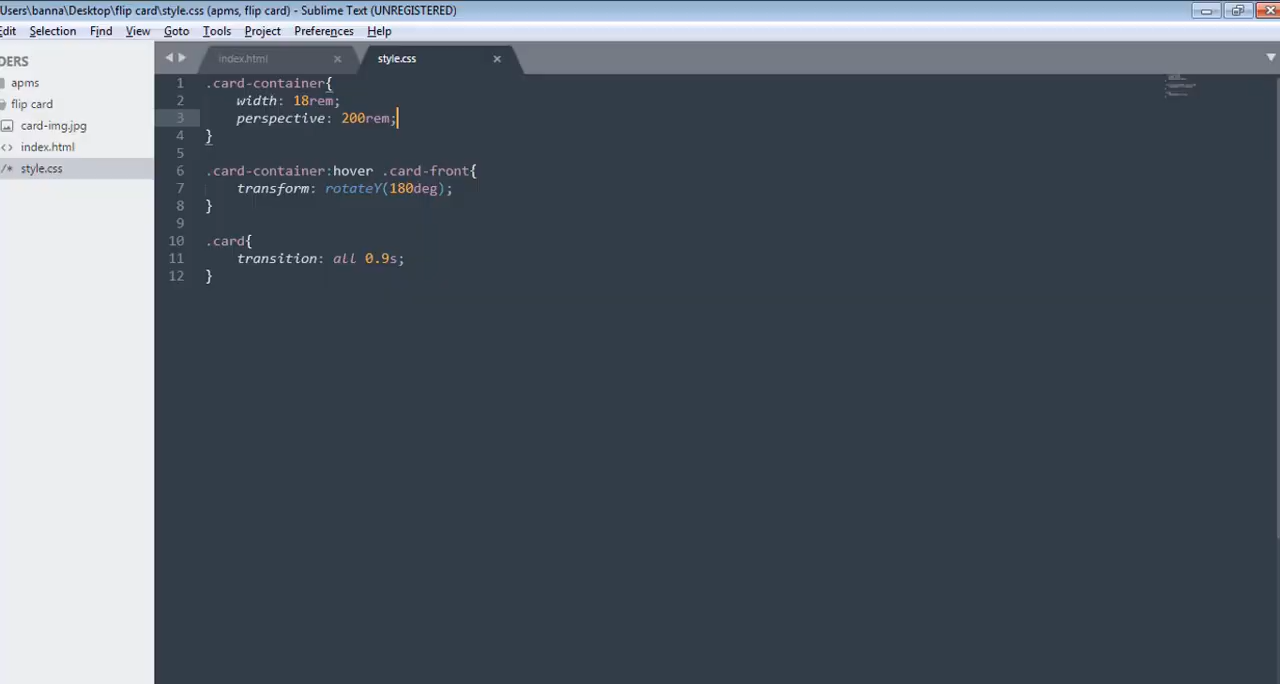 Users\banna\Desktop\flip card\style.css (apms, flip card) - Sublime Text (UNREGISTERED)
Edit Selection Find View Goto Tools Project Preferences Help
DERS
apms
flip card
card-img.jpg
<> index.html
/* style.css
index.html × style.css ×
1 .card-container{
2 width: 18rem;
3 perspective: 200rem;
4 }
5
6 .card-container:hover .card-front{
7 transform: rotateY(180deg);
8 }
9
10 .card{
11 transition: all 0.9s;
12 }